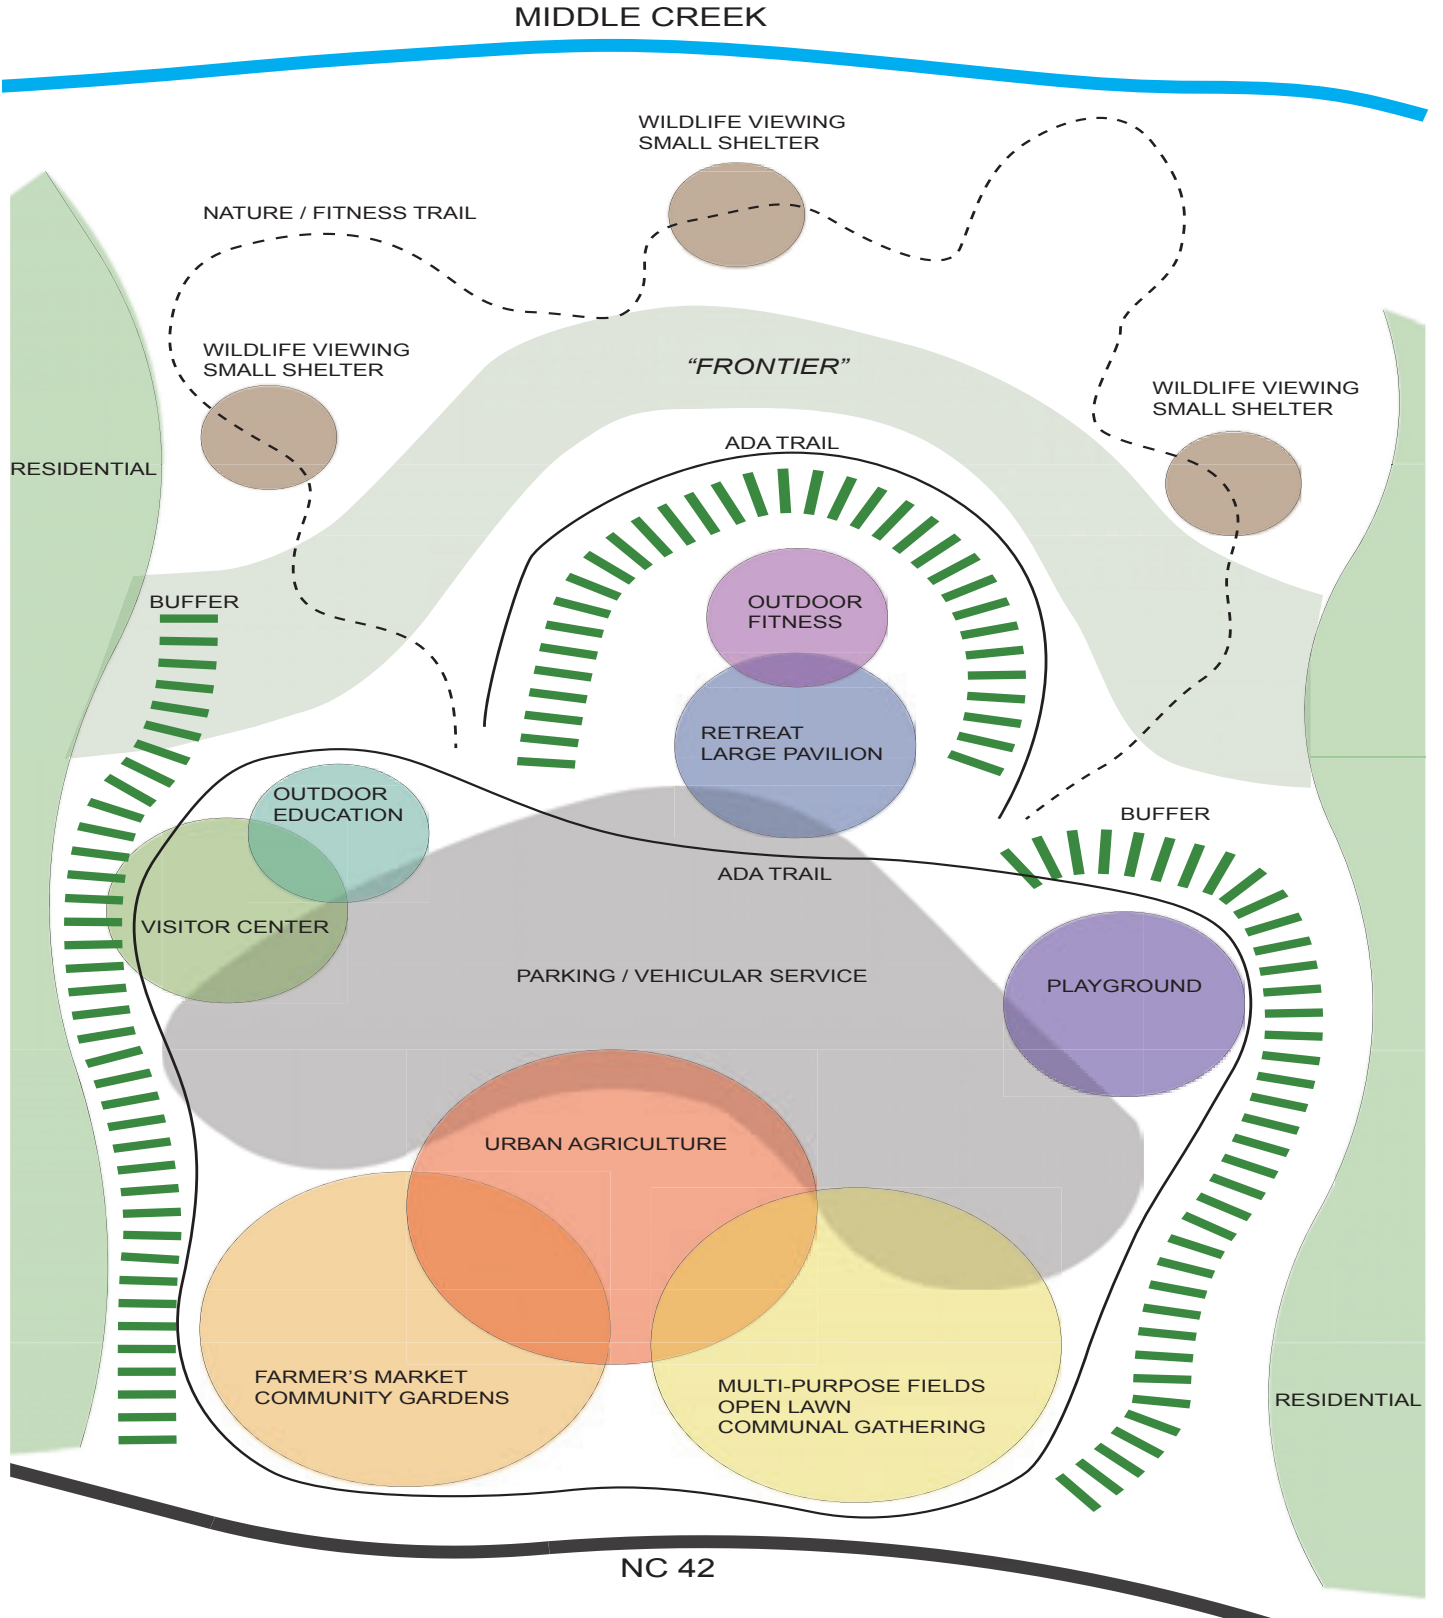 MIDDLE CREEK
WILDLIFE VIEWING
SMALL SHELTER
NATURE / FITNESS TRAIL
WILDLIFE VIEWING
SMALL SHELTER
“FRONTIER”
WILDLIFE VIEWING
SMALL SHELTER
ADA TRAIL
RESIDENTIAL
BUFFER
OUTDOOR
FITNESS
RETREAT
LARGE PAVILION
OUTDOOR
EDUCATION
BUFFER
ADA TRAIL
VISITOR CENTER
PARKING / VEHICULAR SERVICE
PLAYGROUND
URBAN AGRICULTURE
FARMER’S MARKET
COMMUNITY GARDENS
MULTI-PURPOSE FIELDS
OPEN LAWN
COMMUNAL GATHERING
RESIDENTIAL
NC 42